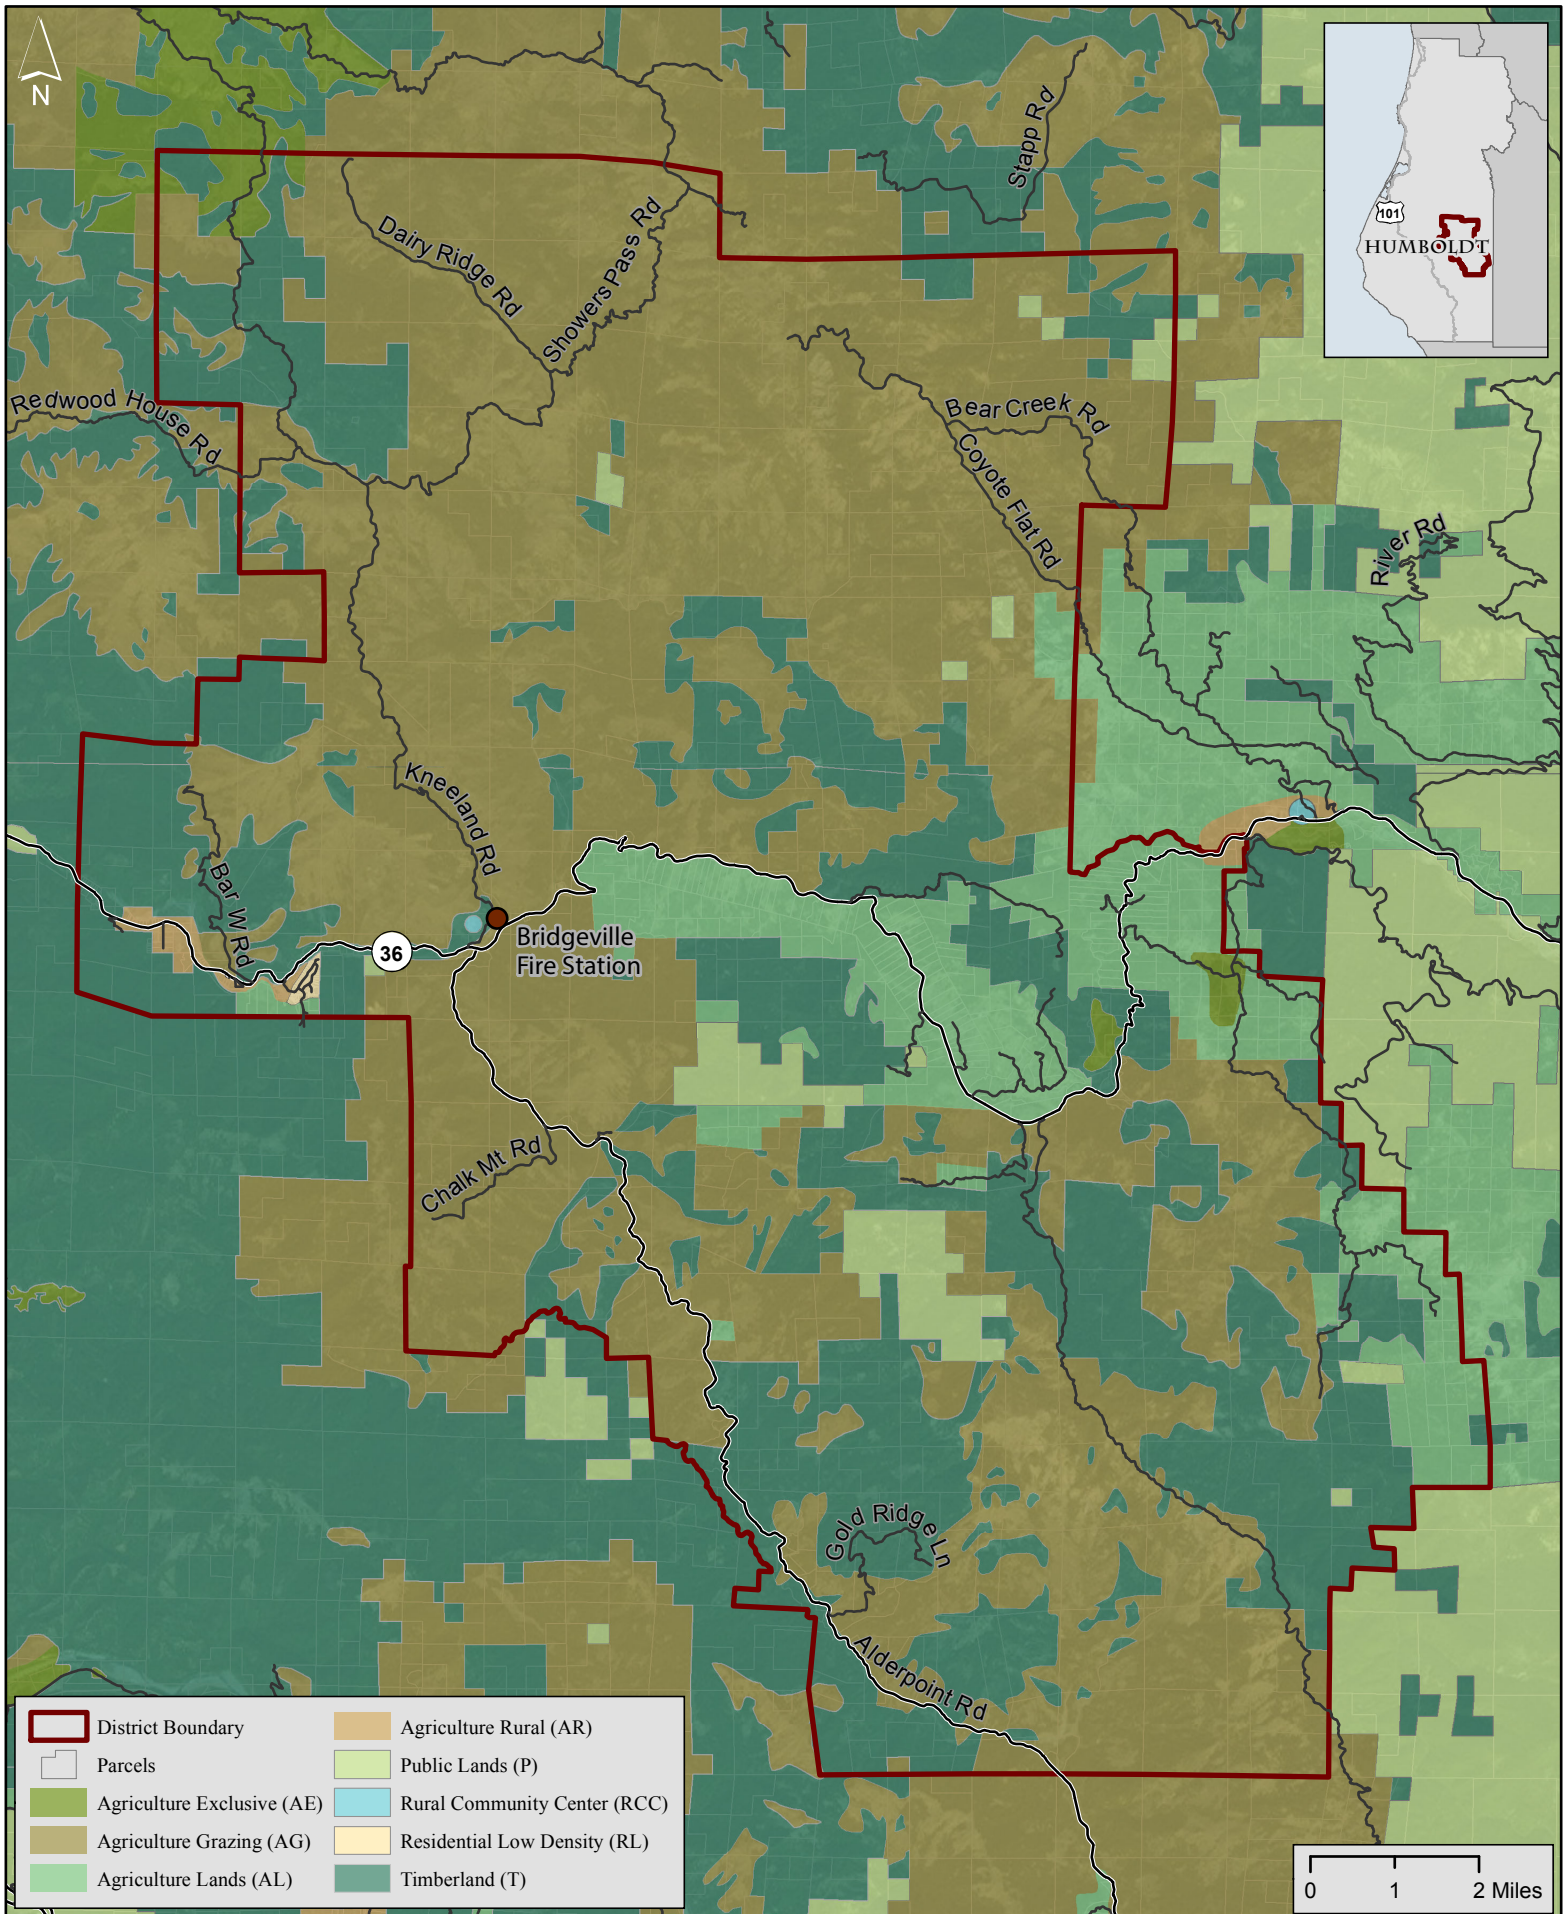 N
Stapp Rd
101
HUMBOLDT
Dairy Ridge Rd
Showers Pass Rd
Redwood House Rd
Bear Creek Rd
Coyote Flat Rd
River Rd
Kneeland Rd
Bar W Rd
36
Bridgeville
Fire Station
Chalk Mt Rd
Gold Ridge Ln
Alderpoint Rd
District Boundary
Parcels
Agriculture Exclusive (AE)
Agriculture Grazing (AG)
Agriculture Lands (AL)
Agriculture Rural (AR)
Public Lands (P)
Rural Community Center (RCC)
Residential Low Density (RL)
Timberland (T)
0 1 2 Miles